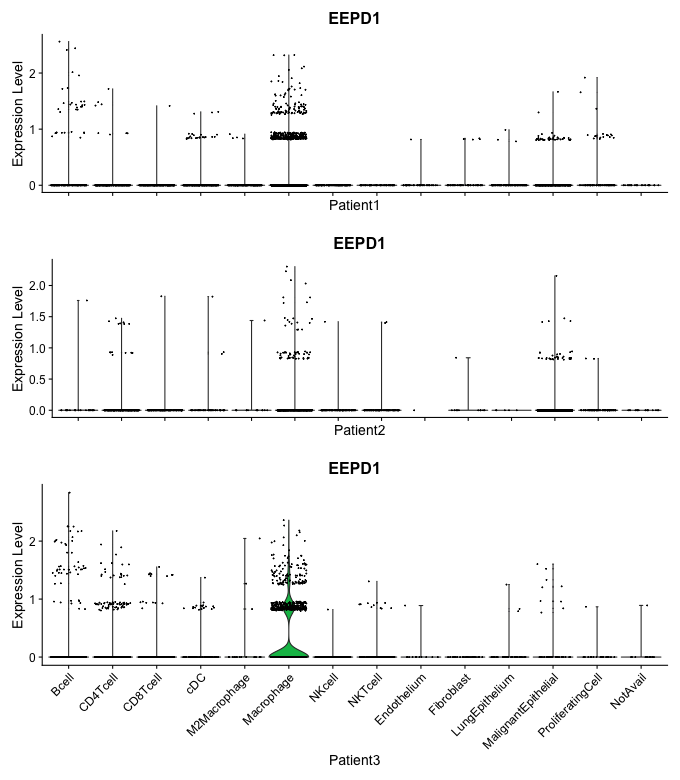 EEPD1
Expression Level
2
1
0
Patient1
EEPD1
Expression Level
2.0
1.5
1.0
0.5
0.0
Patient2
EEPD1
Expression Level
2
1
0
Bcell
CD4Tcell
CD8Tcell
cDC
M2Macrophage
Macrophage
NKcell
NKTcell
Endothelium
Fibroblast
LungEpithelium
MalignantEpithelial
ProliferatingCell
NotAvail
Patient3